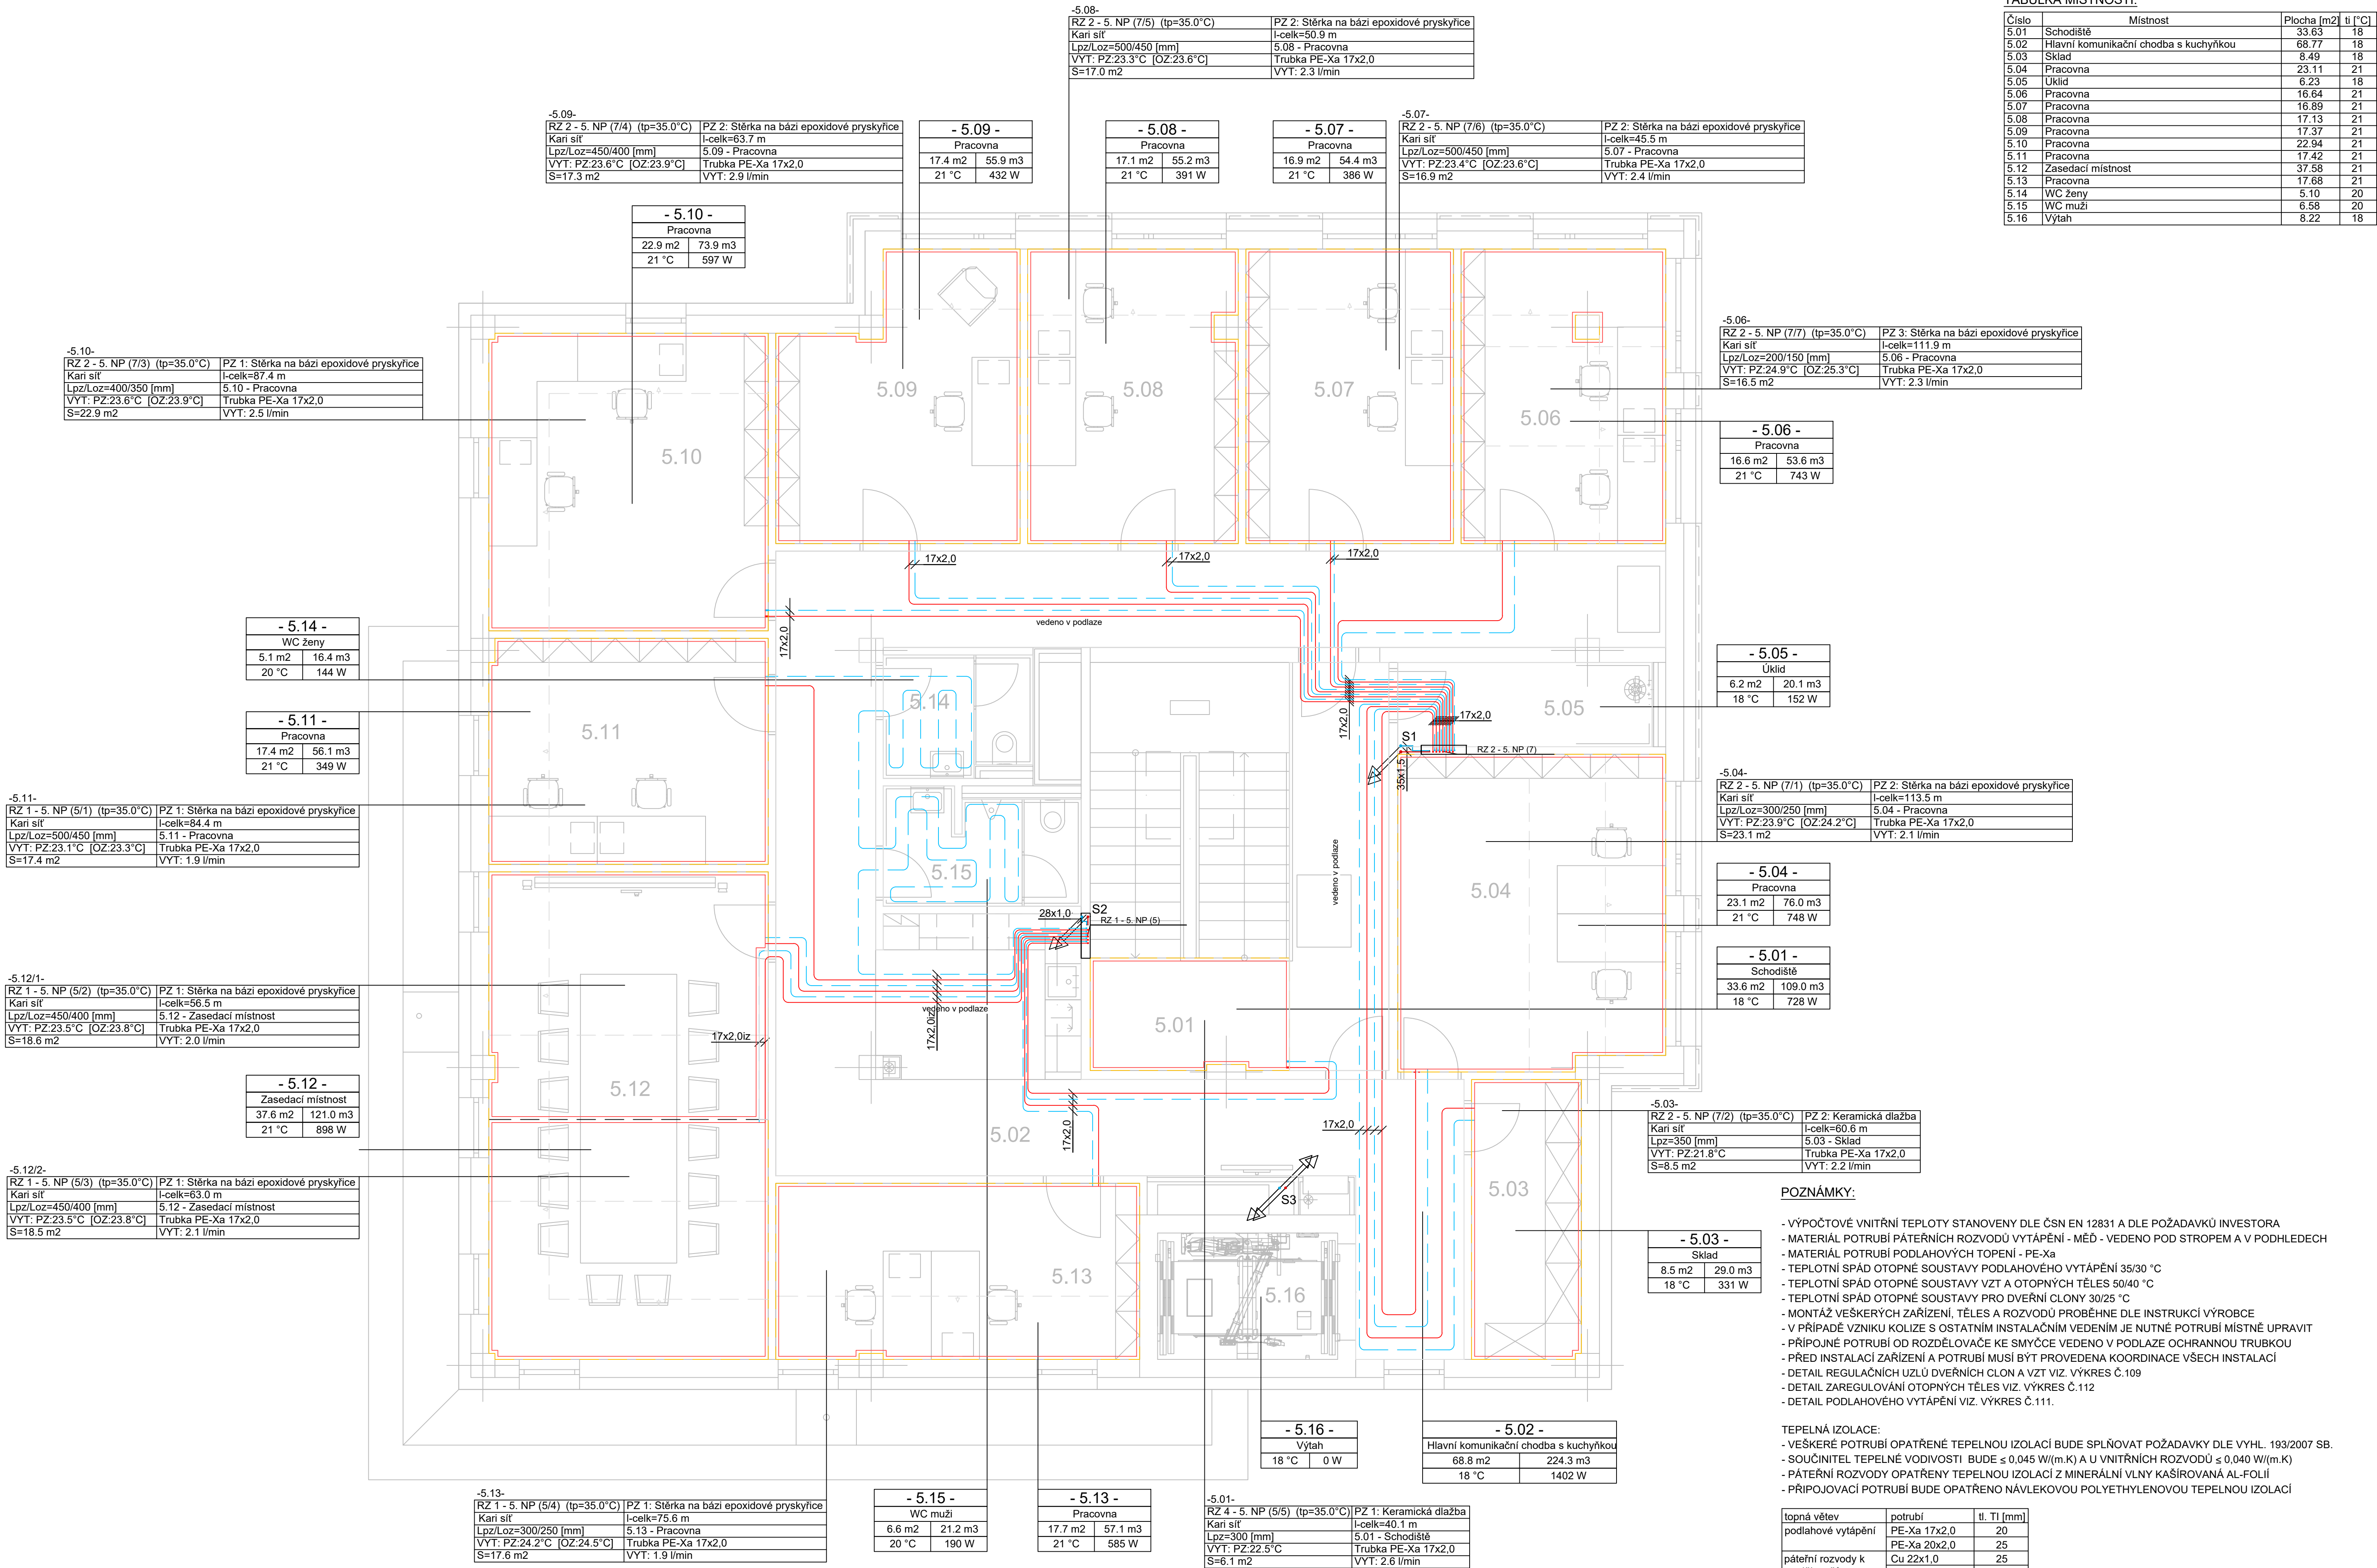 TABULKA MÍSTNOSTÍ:
Číslo Místnost Plocha [m2] ti [°C]
5.01 Schodiště 33.63 18
5.02 Hlavní komunikační chodba s kuchyňkou 68.77 18
5.03 Sklad 8.49 18
5.04 Pracovna 23.11 21
5.05 Úklid 6.23 18
5.06 Pracovna 16.64 21
5.07 Pracovna 16.89 21
5.08 Pracovna 17.13 21
5.09 Pracovna 17.37 21
5.10 Pracovna 22.94 21
5.11 Pracovna 17.42 21
5.12 Zasedací místnost 37.58 21
5.13 Pracovna 17.68 21
5.14 WC ženy 5.10 20
5.15 WC muži 6.58 20
5.16 Výtah 8.22 18
-5.08-
RZ 2 - 5. NP (7/5) (tp=35.0°C) PZ 2: Stěrka na bázi epoxidové pryskyřice
Kari síť l-celk=50.9 m
Lpz/Loz=500/450 [mm] 5.08 - Pracovna
VYT: PZ:23.3°C [OZ:23.6°C] Trubka PE-Xa 17x2,0
S=17.0 m2 VYT: 2.3 l/min
-5.09-
RZ 2 - 5. NP (7/4) (tp=35.0°C) PZ 2: Stěrka na bázi epoxidové pryskyřice
Kari síť l-celk=63.7 m
Lpz/Loz=450/400 [mm] 5.09 - Pracovna
VYT: PZ:23.6°C [OZ:23.9°C] Trubka PE-Xa 17x2,0
S=17.3 m2 VYT: 2.9 l/min
- 5.09 -
Pracovna
17.4 m2 55.9 m3
21 °C 432 W
- 5.08 -
Pracovna
17.1 m2 55.2 m3
21 °C 391 W
- 5.07 -
Pracovna
16.9 m2 54.4 m3
21 °C 386 W
-5.07-
RZ 2 - 5. NP (7/6) (tp=35.0°C) PZ 2: Stěrka na bázi epoxidové pryskyřice
Kari síť l-celk=45.5 m
Lpz/Loz=500/450 [mm] 5.07 - Pracovna
VYT: PZ:23.4°C [OZ:23.6°C] Trubka PE-Xa 17x2,0
S=16.9 m2 VYT: 2.4 l/min
- 5.10 -
Pracovna
22.9 m2 73.9 m3
21 °C 597 W
-5.10-
RZ 2 - 5. NP (7/3) (tp=35.0°C) PZ 1: Stěrka na bázi epoxidové pryskyřice
Kari síť l-celk=87.4 m
Lpz/Loz=400/350 [mm] 5.10 - Pracovna
VYT: PZ:23.6°C [OZ:23.9°C] Trubka PE-Xa 17x2,0
S=22.9 m2 VYT: 2.5 l/min
-5.06-
RZ 2 - 5. NP (7/7) (tp=35.0°C) PZ 3: Stěrka na bázi epoxidové pryskyřice
Kari síť l-celk=111.9 m
Lpz/Loz=200/150 [mm] 5.06 - Pracovna
VYT: PZ:24.9°C [OZ:25.3°C] Trubka PE-Xa 17x2,0
S=16.5 m2 VYT: 2.3 l/min
- 5.06 -
Pracovna
16.6 m2 53.6 m3
21 °C 743 W
5.09
5.08
5.07
5.06
5.10
17x2,0
17x2,0
17x2,0
17x2,0
vedeno v podlaze
- 5.14 -
WC ženy
5.1 m2 16.4 m3
20 °C 144 W
- 5.11 -
Pracovna
17.4 m2 56.1 m3
21 °C 349 W
-5.11-
RZ 1 - 5. NP (5/1) (tp=35.0°C) PZ 1: Stěrka na bázi epoxidové pryskyřice
Kari síť l-celk=84.4 m
Lpz/Loz=500/450 [mm] 5.11 - Pracovna
VYT: PZ:23.1°C [OZ:23.3°C] Trubka PE-Xa 17x2,0
S=17.4 m2 VYT: 1.9 l/min
5.11
5.14
5.15
5.05
17x2,0
17x2,0
S1
35x1,5
RZ 2 - 5. NP (7)
- 5.05 -
Úklid
6.2 m2 20.1 m3
18 °C 152 W
-5.04-
RZ 2 - 5. NP (7/1) (tp=35.0°C) PZ 2: Stěrka na bázi epoxidové pryskyřice
Kari síť l-celk=113.5 m
Lpz/Loz=300/250 [mm] 5.04 - Pracovna
VYT: PZ:23.9°C [OZ:24.2°C] Trubka PE-Xa 17x2,0
S=23.1 m2 VYT: 2.1 l/min
- 5.04 -
Pracovna
23.1 m2 76.0 m3
21 °C 748 W
- 5.01 -
Schodiště
33.6 m2 109.0 m3
18 °C 728 W
vedeno v podlaze
5.04
28x1,0
S2
RZ 1 - 5. NP (5)
vedeno v podlaze
17x2,0iz
17x2,0iz
5.01
5.12
5.02
17x2,0
17x2,0
S3
5.13
5.16
5.03
-5.12/1-
RZ 1 - 5. NP (5/2) (tp=35.0°C) PZ 1: Stěrka na bázi epoxidové pryskyřice
Kari síť l-celk=56.5 m
Lpz/Loz=450/400 [mm] 5.12 - Zasedací místnost
VYT: PZ:23.5°C [OZ:23.8°C] Trubka PE-Xa 17x2,0
S=18.6 m2 VYT: 2.0 l/min
- 5.12 -
Zasedací místnost
37.6 m2 121.0 m3
21 °C 898 W
-5.12/2-
RZ 1 - 5. NP (5/3) (tp=35.0°C) PZ 1: Stěrka na bázi epoxidové pryskyřice
Kari síť l-celk=63.0 m
Lpz/Loz=450/400 [mm] 5.12 - Zasedací místnost
VYT: PZ:23.5°C [OZ:23.8°C] Trubka PE-Xa 17x2,0
S=18.5 m2 VYT: 2.1 l/min
-5.03-
RZ 2 - 5. NP (7/2) (tp=35.0°C) PZ 2: Keramická dlažba
Kari síť l-celk=60.6 m
Lpz=350 [mm] 5.03 - Sklad
VYT: PZ:21.8°C Trubka PE-Xa 17x2,0
S=8.5 m2 VYT: 2.2 l/min
- 5.03 -
Sklad
8.5 m2 29.0 m3
18 °C 331 W
POZNÁMKY:
- VÝPOČTOVÉ VNITŘNÍ TEPLOTY STANOVENY DLE ČSN EN 12831 A DLE POŽADAVKŮ INVESTORA
- MATERIÁL POTRUBÍ PÁTEŘNÍCH ROZVODŮ VYTÁPĚNÍ - MĚĎ - VEDENO POD STROPEM A V PODHLEDECH
- MATERIÁL POTRUBÍ PODLAHOVÝCH TOPENÍ - PE-Xa
- TEPLOTNÍ SPÁD OTOPNÉ SOUSTAVY PODLAHOVÉHO VYTÁPĚNÍ 35/30 °C
- TEPLOTNÍ SPÁD OTOPNÉ SOUSTAVY VZT A OTOPNÝCH TĚLES 50/40 °C
- TEPLOTNÍ SPÁD OTOPNÉ SOUSTAVY PRO DVEŘNÍ CLONY 30/25 °C
- MONTÁŽ VEŠKERÝCH ZAŘÍZENÍ, TĚLES A ROZVODŮ PROBĚHNE DLE INSTRUKCÍ VÝROBCE
- V PŘÍPADĚ VZNIKU KOLIZE S OSTATNÍM INSTALAČNÍM VEDENÍM JE NUTNÉ POTRUBÍ MÍSTNĚ UPRAVIT
- PŘÍPOJNÉ POTRUBÍ OD ROZDĚLOVAČE KE SMYČCE VEDENO V PODLAZE OCHRANNOU TRUBKOU
- PŘED INSTALACÍ ZAŘÍZENÍ A POTRUBÍ MUSÍ BÝT PROVEDENA KOORDINACE VŠECH INSTALACÍ
- DETAIL REGULAČNÍCH UZLŮ DVEŘNÍCH CLON A VZT VIZ. VÝKRES Č.109
- DETAIL ZAREGULOVÁNÍ OTOPNÝCH TĚLES VIZ. VÝKRES Č.112
- DETAIL PODLAHOVÉHO VYTÁPĚNÍ VIZ. VÝKRES Č.111.
TEPELNÁ IZOLACE:
- VEŠKERÉ POTRUBÍ OPATŘENÉ TEPELNOU IZOLACÍ BUDE SPLŇOVAT POŽADAVKY DLE VYHL. 193/2007 SB.
- SOUČINITEL TEPELNÉ VODIVOSTI BUDE ≤ 0,045 W/(m.K) A U VNITŘNÍCH ROZVODŮ ≤ 0,040 W/(m.K)
- PÁTEŘNÍ ROZVODY OPATŘENY TEPELNOU IZOLACÍ Z MINERÁLNÍ VLNY KAŠÍROVANÁ AL-FOLIÍ
- PŘIPOJOVACÍ POTRUBÍ BUDE OPATŘENO NÁVLEKOVOU POLYETHYLENOVOU TEPELNOU IZOLACÍ
topná větev potrubí tl. TI [mm]
podlahové vytápění PE-Xa 17x2,0 20
PE-Xa 20x2,0 25
páteřní rozvody k Cu 22x1,0 25
- 5.16 -
Výtah
18 °C 0 W
- 5.02 -
Hlavní komunikační chodba s kuchyňkou
68.8 m2 224.3 m3
18 °C 1402 W
-5.13-
RZ 1 - 5. NP (5/4) (tp=35.0°C) PZ 1: Stěrka na bázi epoxidové pryskyřice
Kari síť l-celk=75.6 m
Lpz/Loz=300/250 [mm] 5.13 - Pracovna
VYT: PZ:24.2°C [OZ:24.5°C] Trubka PE-Xa 17x2,0
S=17.6 m2 VYT: 1.9 l/min
- 5.15 -
WC muži
6.6 m2 21.2 m3
20 °C 190 W
- 5.13 -
Pracovna
17.7 m2 57.1 m3
21 °C 585 W
-5.01-
RZ 4 - 5. NP (5/5) (tp=35.0°C) PZ 1: Keramická dlažba
Kari síť l-celk=40.1 m
Lpz=300 [mm] 5.01 - Schodiště
VYT: PZ:22.5°C Trubka PE-Xa 17x2,0
S=6.1 m2 VYT: 2.6 l/min